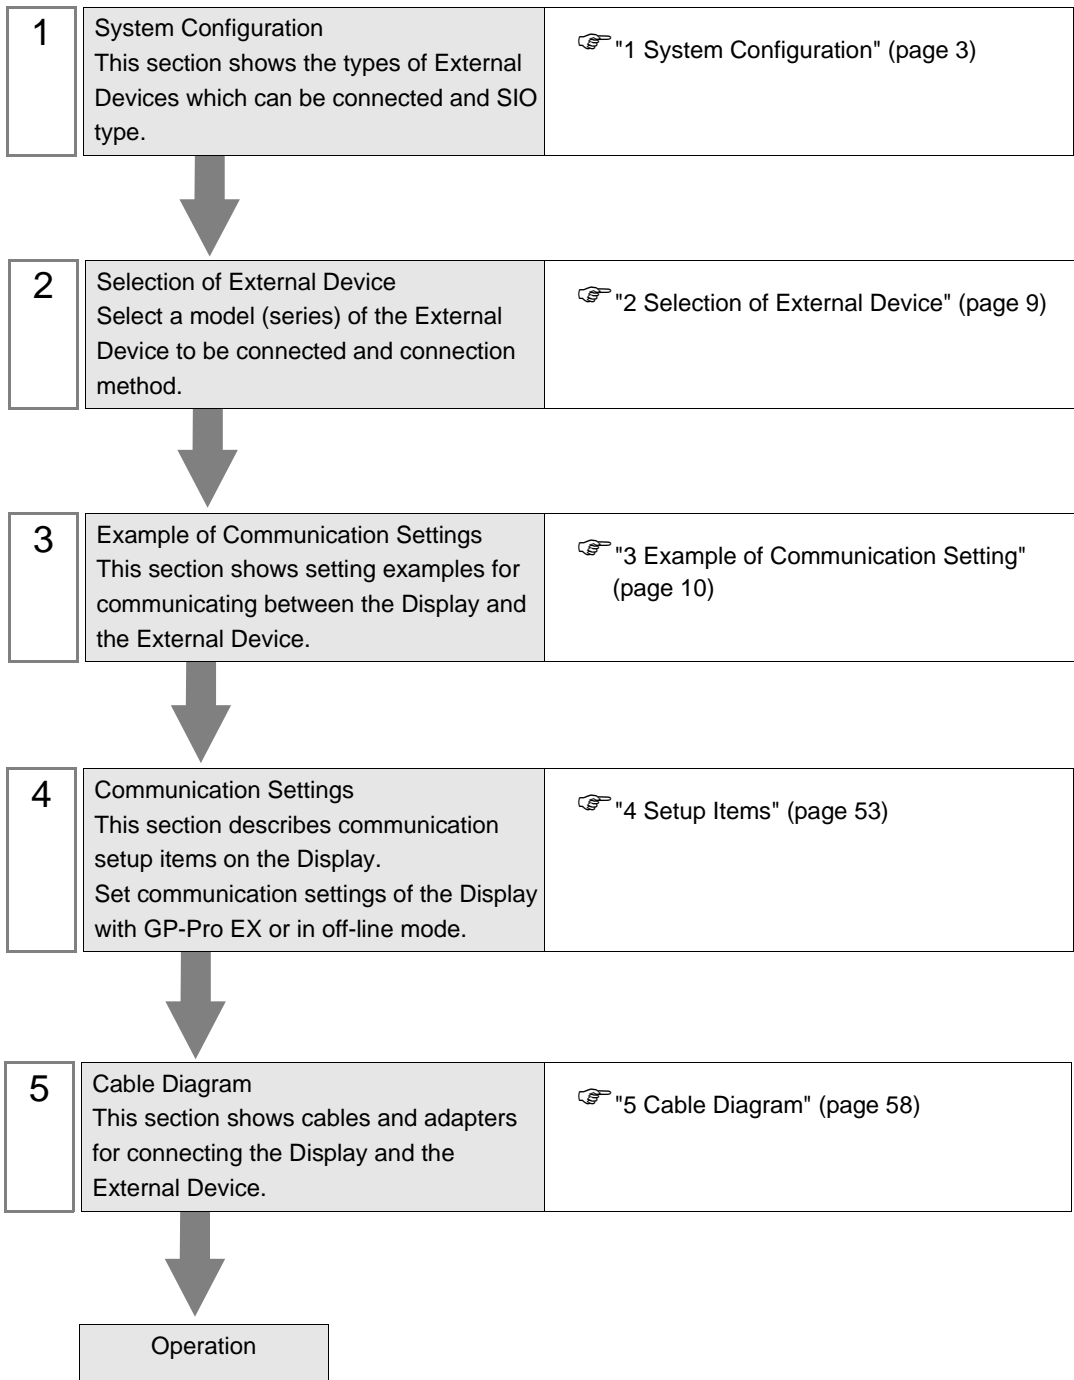 1
System Configuration
This section shows the types of External
Devices which can be connected and SIO
type.
"1 System Configuration" (page 3)
2
Selection of External Device
Select a model (series) of the External
Device to be connected and connection
method.
"2 Selection of External Device" (page 9)
3
Example of Communication Settings
This section shows setting examples for
communicating between the Display and
the External Device.
"3 Example of Communication Setting"
(page 10)
4
Communication Settings
This section describes communication
setup items on the Display.
Set communication settings of the Display
with GP-Pro EX or in off-line mode.
"4 Setup Items" (page 53)
5
Cable Diagram
This section shows cables and adapters
for connecting the Display and the
External Device.
"5 Cable Diagram" (page 58)
Operation